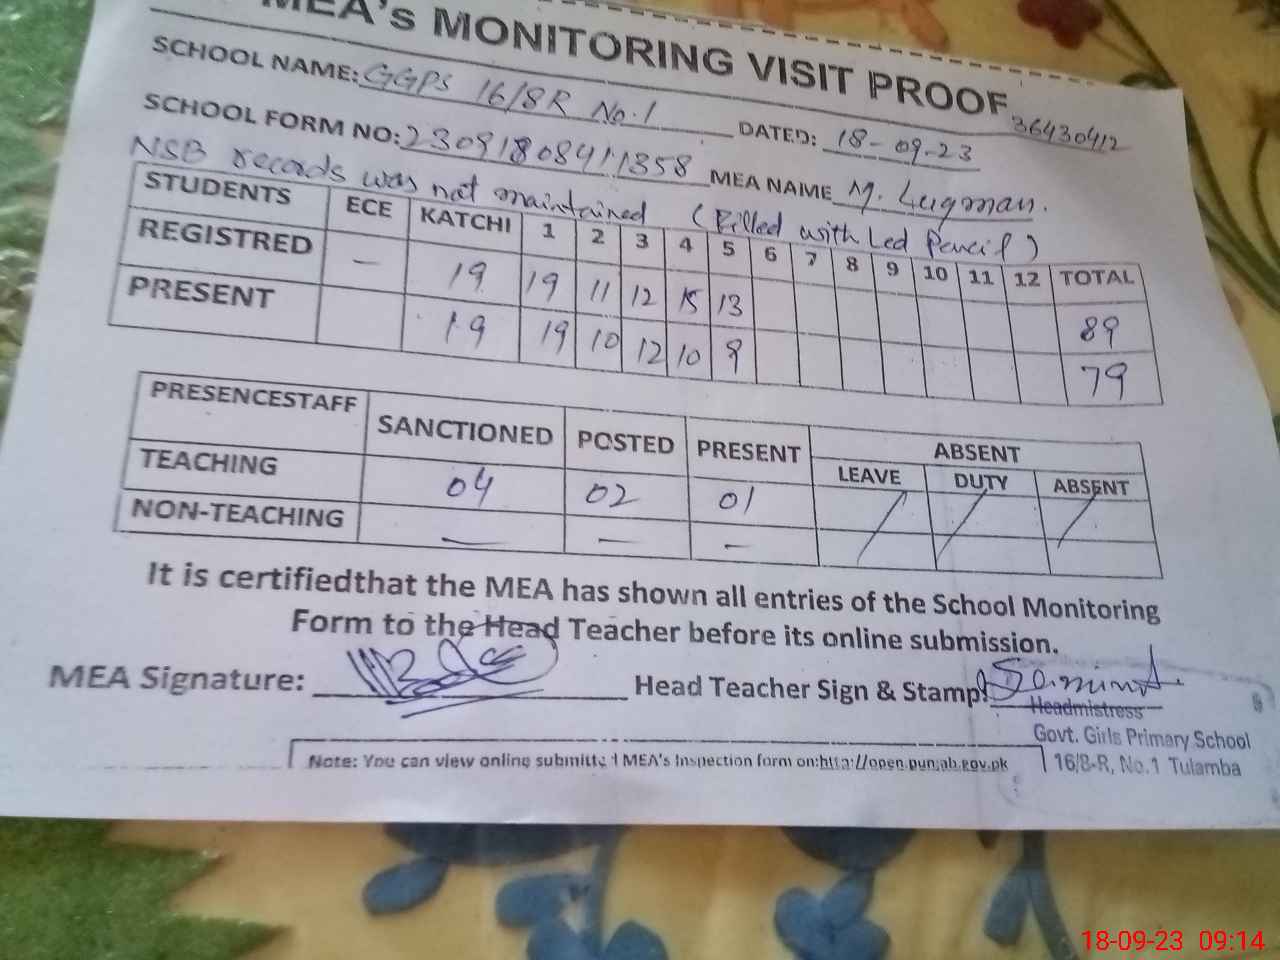 MEA's MONITORING VISIT PROOF
36430412
SCHOOL NAME: GGPS 16/8R No.1 DATED: 18-09-23
SCHOOL FORM NO: MEA NAME M. Luqman.
NSB records was not maintained (Filled with Led Pencil)
STUDENTS ECE KATCHI 1 2 3 4 5 6 7 8 9 10 11 12 TOTAL
REGISTRED — 19 19 11 12 15 13 89
PRESENT 19 19 10 12 10 9 79
PRESENCESTAFF SANCTIONED POSTED PRESENT ABSENT
LEAVE DUTY ABSENT
TEACHING 04 02 01 / / /
NON-TEACHING — — —
It is certifiedthat the MEA has shown all entries of the School Monitoring
Form to the Head Teacher before its online submission.
MEA Signature: Head Teacher Sign & Stamp:
Headmistress
Govt. Girls Primary School
16/8-R, No.1 Tulamba
Note: You can view online submitted MEA's Inspection form on:http://open.punjab.gov.pk
18-09-23 09:14